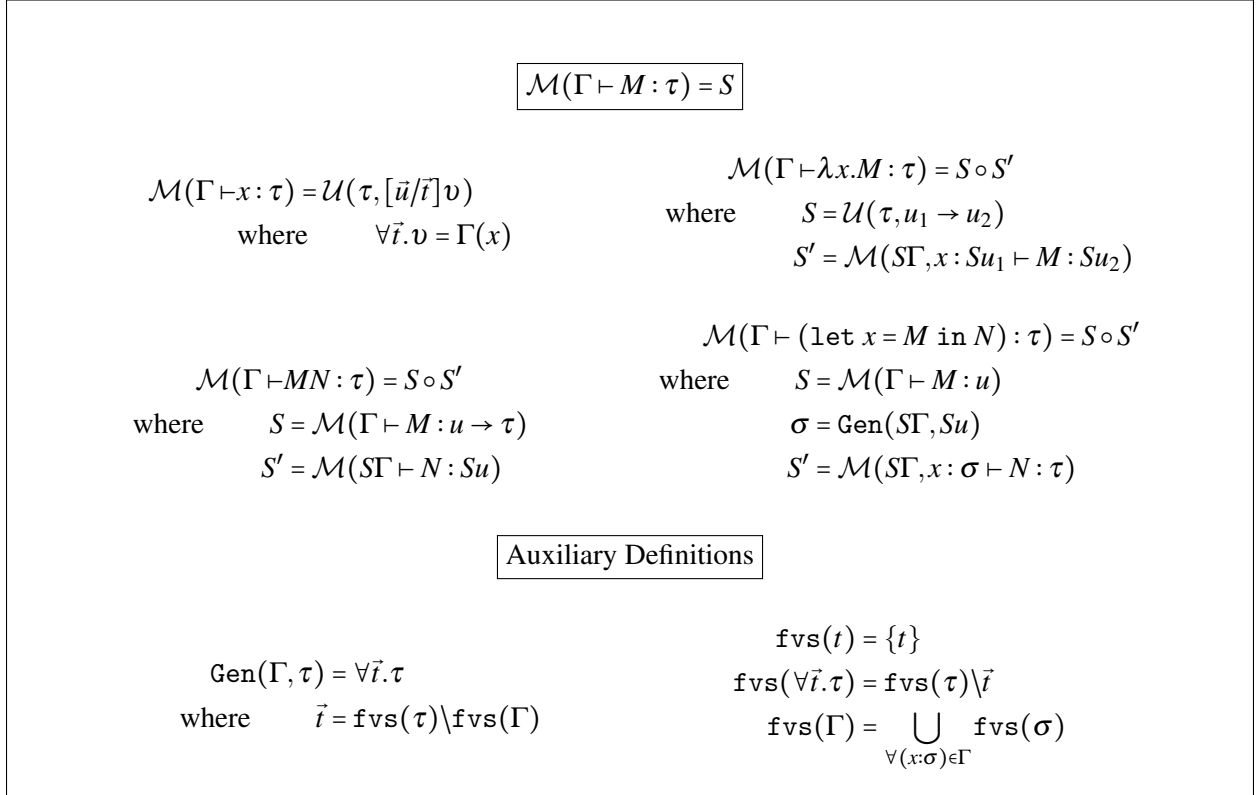 𝓜(Γ ⊢ M : τ) = S
𝓜(Γ ⊢ x : τ) = 𝓤(τ, [u⃗/t⃗]υ)
where ∀t⃗.υ = Γ(x)
𝓜(Γ ⊢ λx.M : τ) = S ∘ S′
where S = 𝓤(τ, u₁ → u₂)
S′ = 𝓜(SΓ, x : Su₁ ⊢ M : Su₂)
𝓜(Γ ⊢ MN : τ) = S ∘ S′
where S = 𝓜(Γ ⊢ M : u → τ)
S′ = 𝓜(SΓ ⊢ N : Su)
𝓜(Γ ⊢ (let x = M in N) : τ) = S ∘ S′
where S = 𝓜(Γ ⊢ M : u)
σ = Gen(SΓ, Su)
S′ = 𝓜(SΓ, x : σ ⊢ N : τ)
Auxiliary Definitions
Gen(Γ, τ) = ∀t⃗.τ
where t⃗ = fvs(τ)\fvs(Γ)
fvs(t) = {t}
fvs(∀t⃗.τ) = fvs(τ)\t⃗
fvs(Γ) = ⋃ fvs(σ)
∀(x:σ)∈Γ